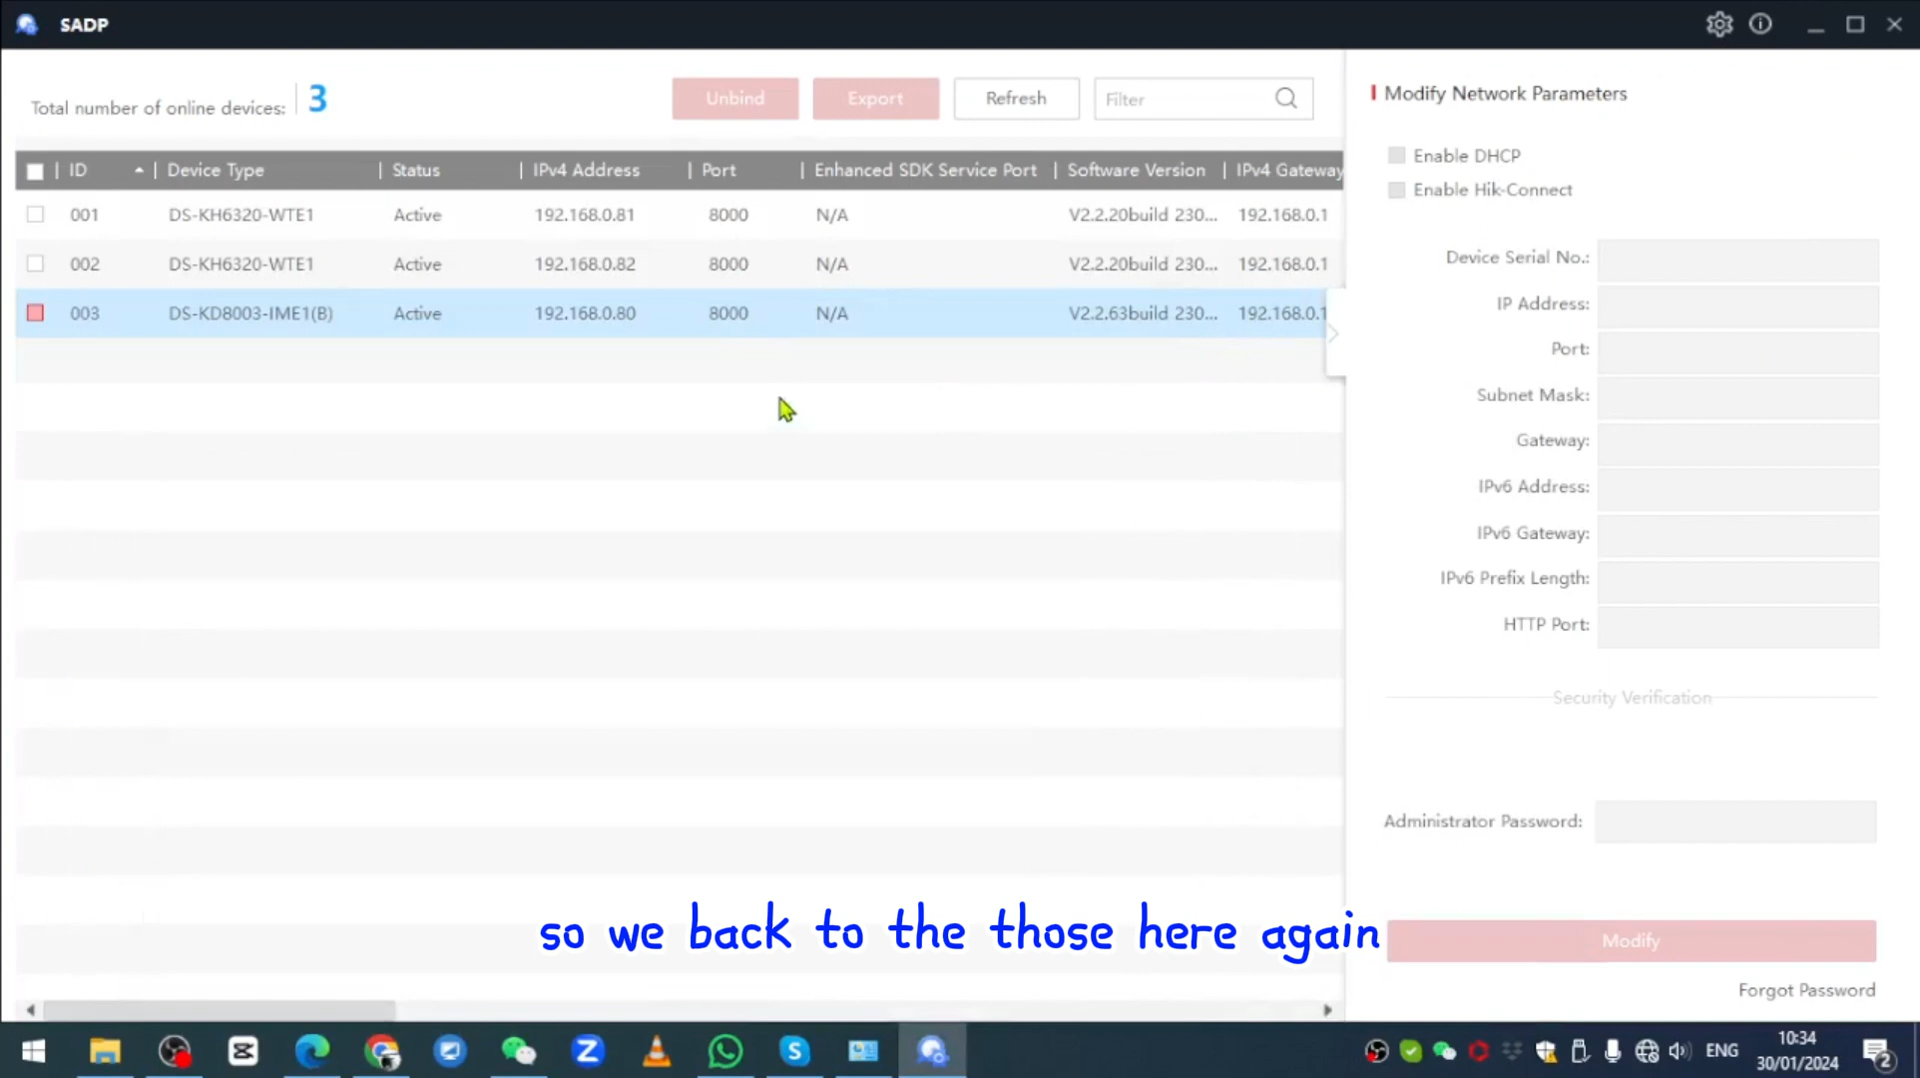 SADP
Total number of online devices: 3
Unbind
Export
Refresh
Filter
ID Device Type Status IPv4 Address Port Enhanced SDK Service Port Software Version IPv4 Gateway
001 DS-KH6320-WTE1 Active 192.168.0.81 8000 N/A V2.2.20build 230... 192.168.0.1
002 DS-KH6320-WTE1 Active 192.168.0.82 8000 N/A V2.2.20build 230... 192.168.0.1
003 DS-KD8003-IME1(B) Active 192.168.0.80 8000 N/A V2.2.63build 230... 192.168.0.1
Modify Network Parameters
Enable DHCP
Enable Hik-Connect
Device Serial No.:
IP Address:
Port:
Subnet Mask:
Gateway:
IPv6 Address:
IPv6 Gateway:
IPv6 Prefix Length:
HTTP Port:
Security Verification
Administrator Password:
Modify
Forgot Password
so we back to the those here again
ENG
10:34
30/01/2024
2